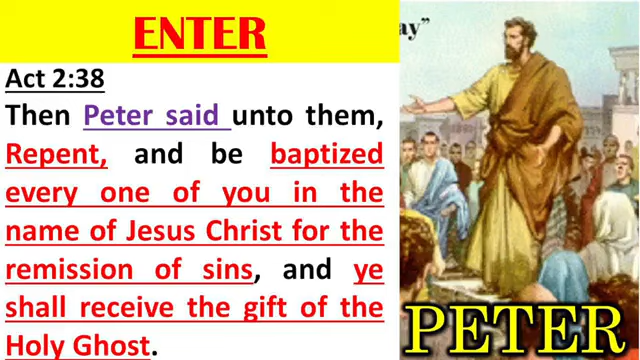 ENTER
Act 2:38
Then Peter said unto them,
Repent, and be baptized
every one of you in the
name of Jesus Christ for the
remission of sins, and ye
shall receive the gift of the
Holy Ghost.
ay”
PETER